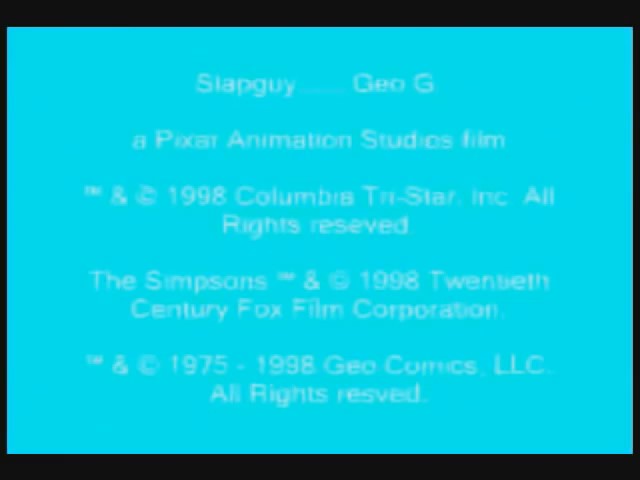 Slapguy ...... Geo G.
a Pixar Animation Studios film
™ & © 1998 Columbia Tri-Star. Inc. All
Rights reseved.
The Simpsons ™ & © 1998 Twentieth
Century Fox Film Corporation.
™ & © 1975 - 1998 Geo Comics, LLC.
All Rights resved.